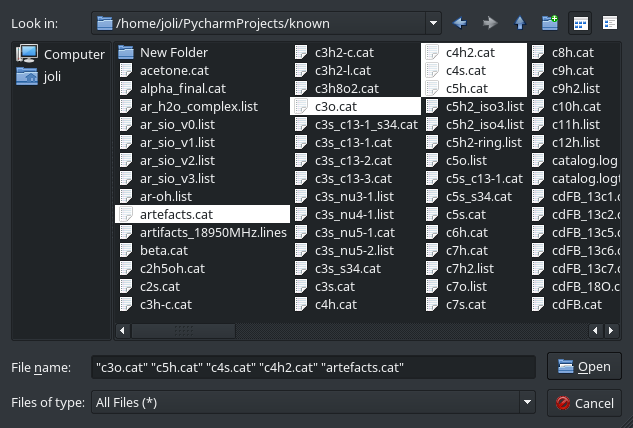 Look in: /home/joli/PycharmProjects/known
Computer
joli
New Folder
acetone.cat
alpha_final.cat
ar_h2o_complex.list
ar_sio_v0.list
ar_sio_v1.list
ar_sio_v2.list
ar_sio_v3.list
ar-oh.list
artefacts.cat
artifacts_18950MHz.lines
beta.cat
c2h5oh.cat
c2s.cat
c3h-c.cat
c3h2-c.cat
c3h2-l.cat
c3h8o2.cat
c3o.cat
c3s_c13-1_s34.cat
c3s_c13-1.cat
c3s_c13-2.cat
c3s_c13-3.cat
c3s_nu3-1.list
c3s_nu4-1.list
c3s_nu5-1.cat
c3s_nu5-2.list
c3s_s34.cat
c3s.cat
c4h.cat
c4h2.cat
c4s.cat
c5h.cat
c5h2_iso3.list
c5h2_iso4.list
c5h2-ring.list
c5o.list
c5s_c13-1.cat
c5s_s34.cat
c5s.cat
c6h.cat
c7h.cat
c7h2.list
c7o.list
c7s.cat
c8h.cat
c9h.cat
c9h2.list
c10h.cat
c11h.list
c12h.list
catalog.log
catalog.log
cdFB_13c1.
cdFB_13c5.
cdFB_13c6.
cdFB_13c7.
cdFB_18O.c
cdFB.cat
File name: "c3o.cat" "c5h.cat" "c4s.cat" "c4h2.cat" "artefacts.cat"
Open
Files of type: All Files (*)
Cancel